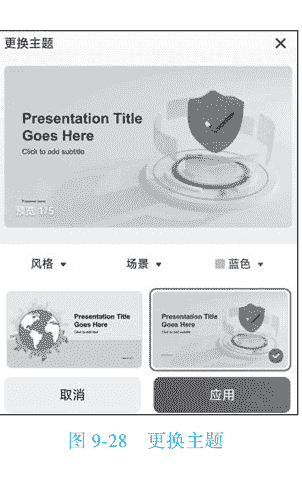 更换主题 ×
Presentation Title
Goes Here
Click to add subtitle
预览 1/5
风格
场景
蓝色
Presentation Title
Goes Here
Presentation Title
Goes Here
取消
应用
图 9-28 更换主题